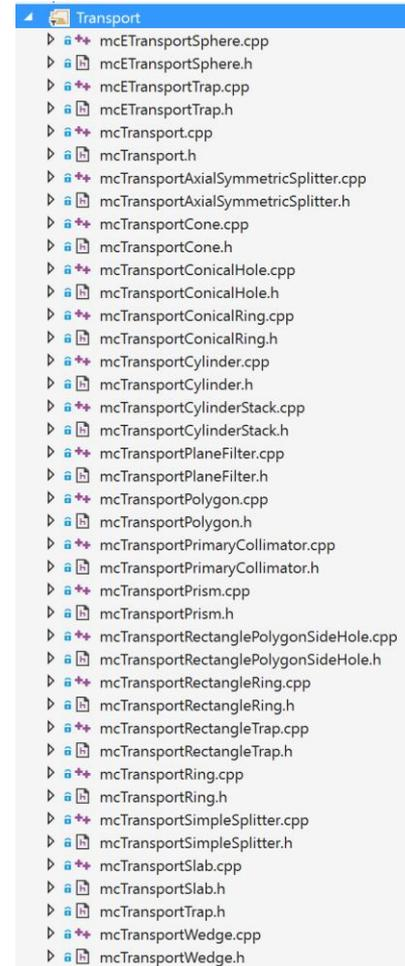 Transport
mcETransportSphere.cpp
mcETransportSphere.h
mcETransportTrap.cpp
mcETransportTrap.h
mcTransport.cpp
mcTransport.h
mcTransportAxialSymmetricSplitter.cpp
mcTransportAxialSymmetricSplitter.h
mcTransportCone.cpp
mcTransportCone.h
mcTransportConicalHole.cpp
mcTransportConicalHole.h
mcTransportConicalRing.cpp
mcTransportConicalRing.h
mcTransportCylinder.cpp
mcTransportCylinder.h
mcTransportCylinderStack.cpp
mcTransportCylinderStack.h
mcTransportPlaneFilter.cpp
mcTransportPlaneFilter.h
mcTransportPolygon.cpp
mcTransportPolygon.h
mcTransportPrimaryCollimator.cpp
mcTransportPrimaryCollimator.h
mcTransportPrism.cpp
mcTransportPrism.h
mcTransportRectanglePolygonSideHole.cpp
mcTransportRectanglePolygonSideHole.h
mcTransportRectangleRing.cpp
mcTransportRectangleRing.h
mcTransportRectangleTrap.cpp
mcTransportRectangleTrap.h
mcTransportRing.cpp
mcTransportRing.h
mcTransportSimpleSplitter.cpp
mcTransportSimpleSplitter.h
mcTransportSlab.cpp
mcTransportSlab.h
mcTransportTrap.h
mcTransportWedge.cpp
mcTransportWedge.h